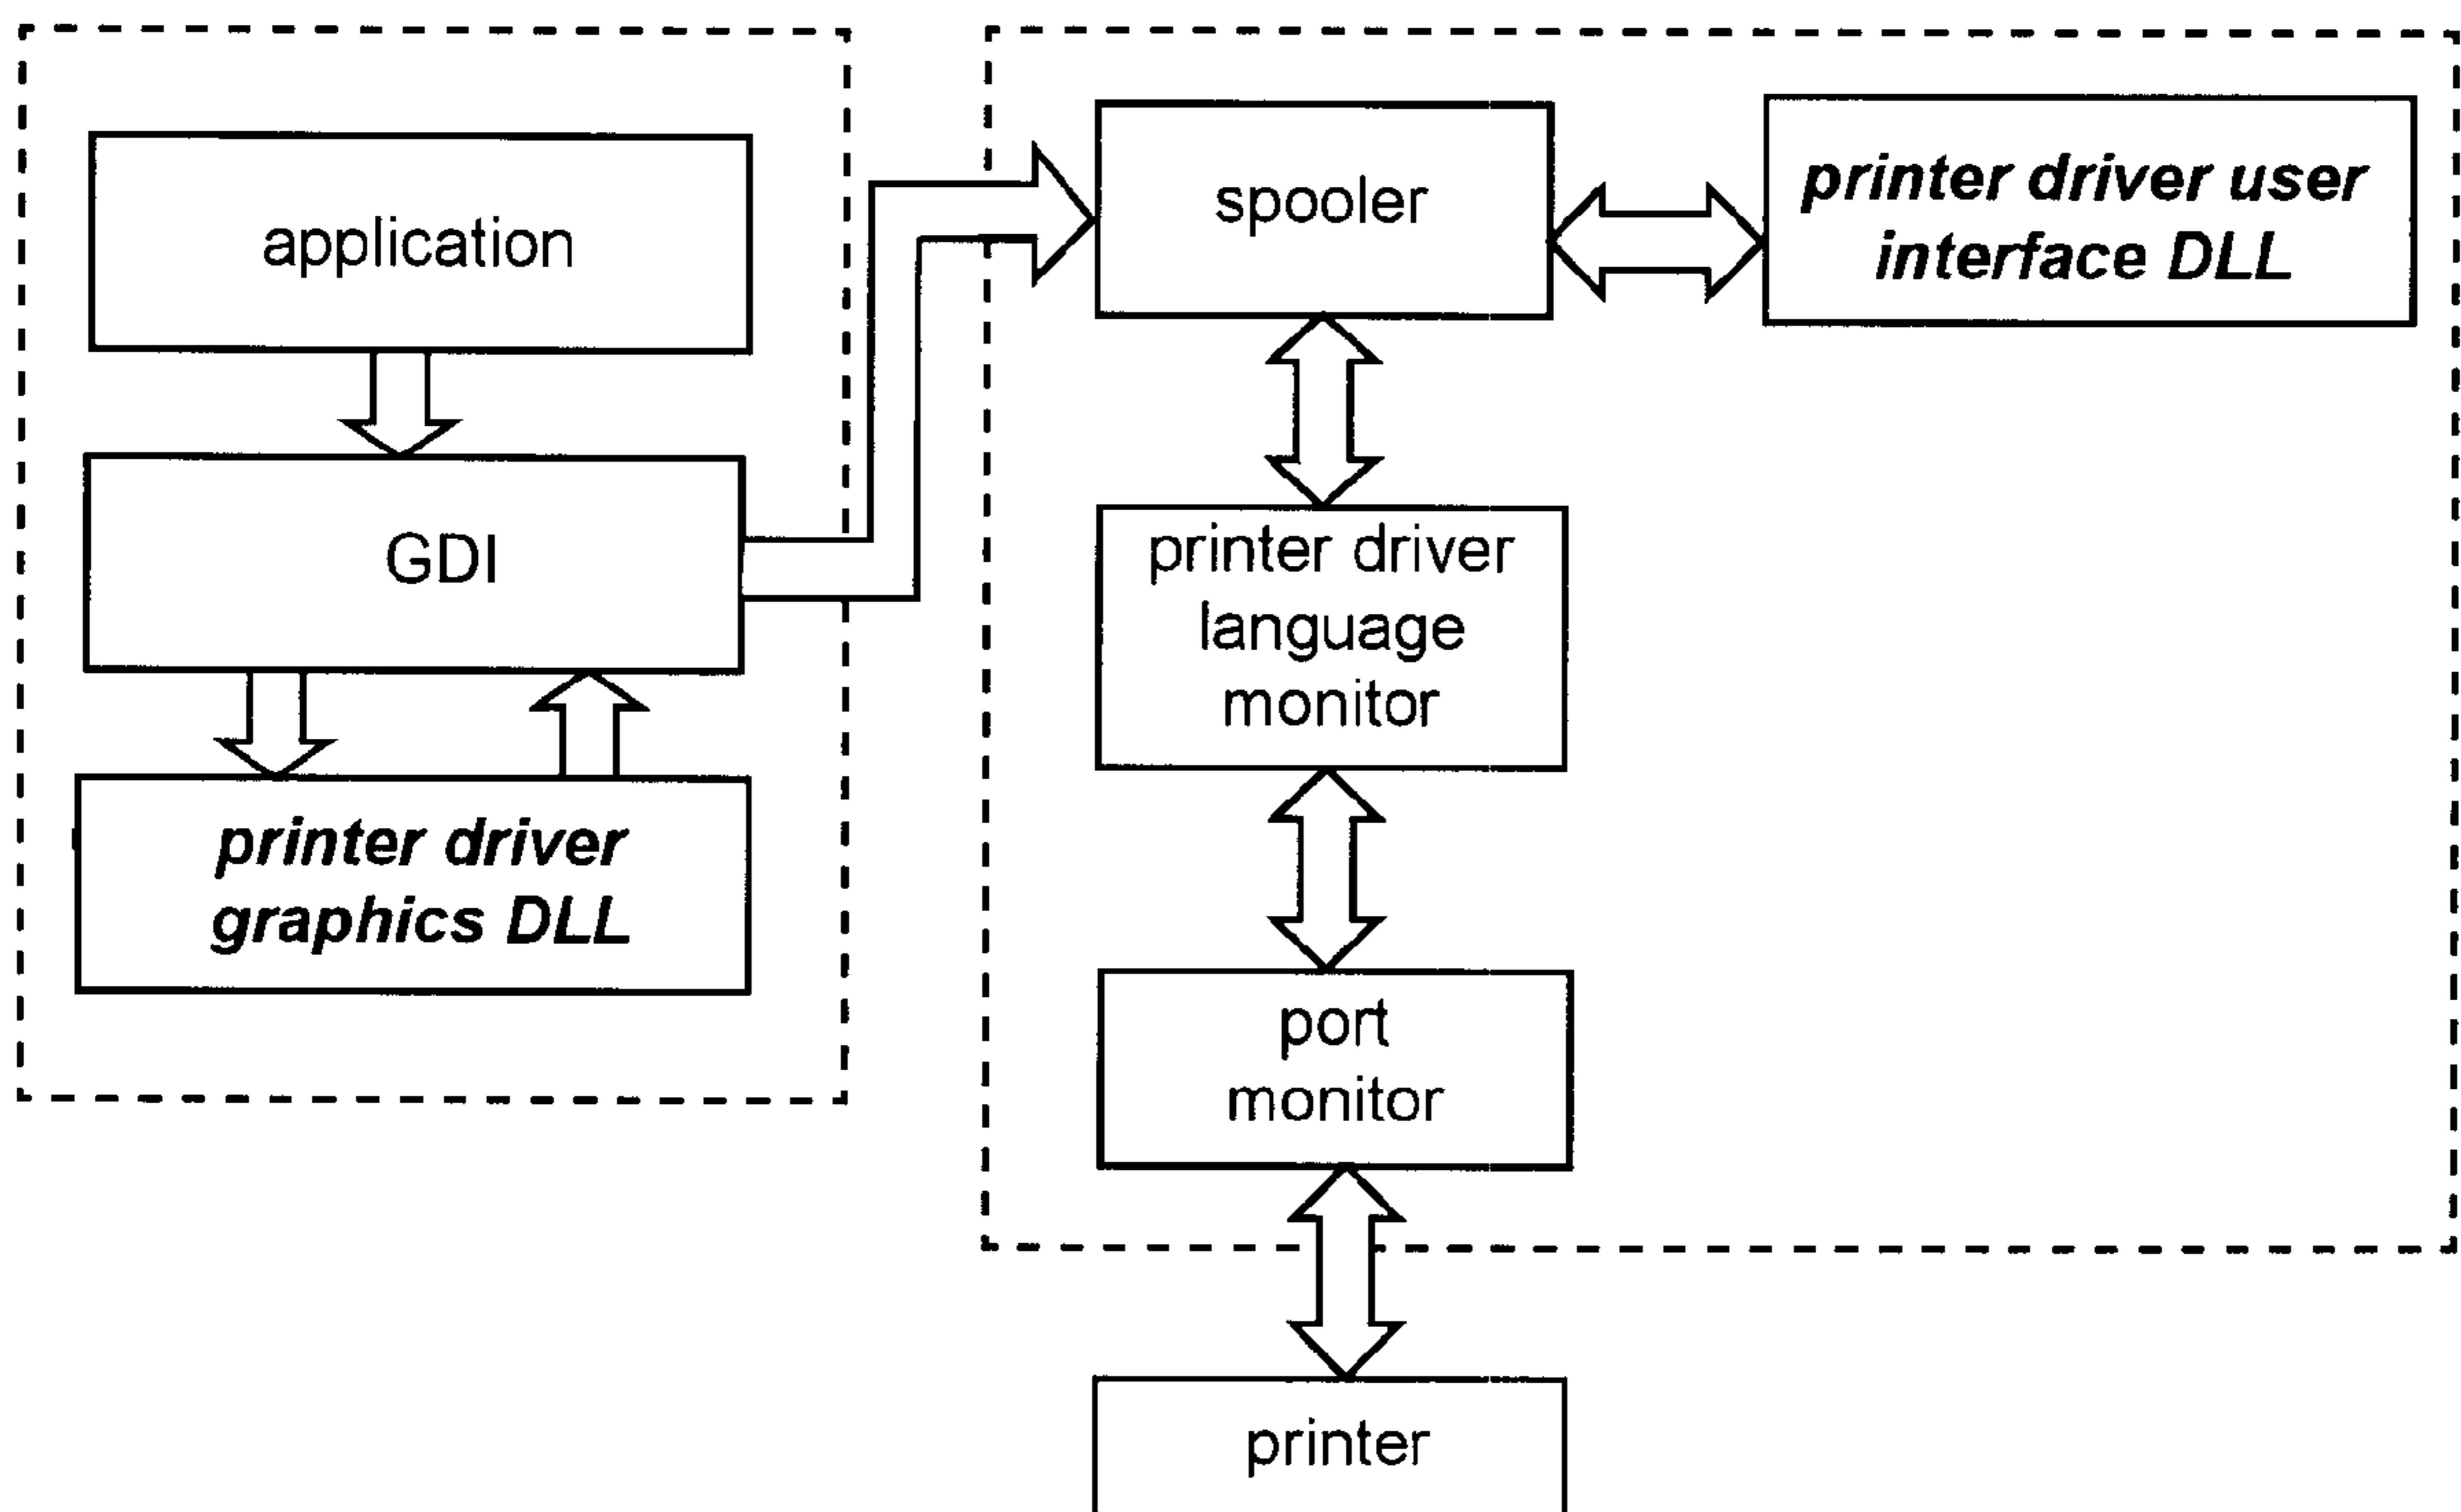 application
GDI
printer driver
graphics DLL
spooler
printer driver user
interface DLL
printer driver
language
monitor
port
monitor
printer